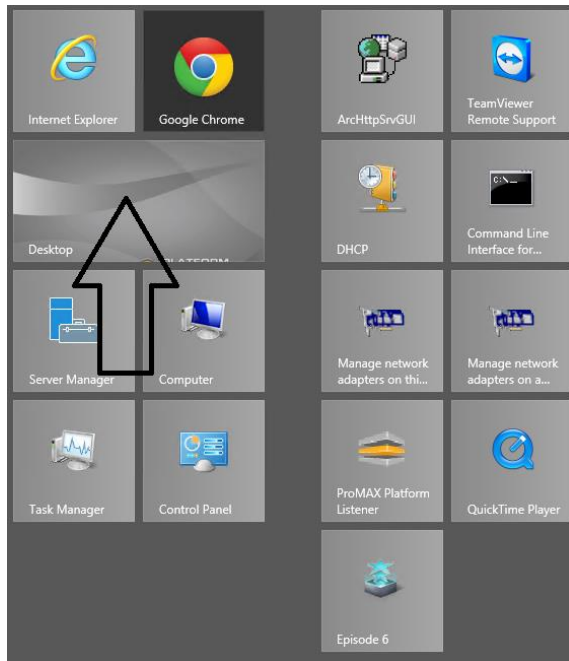 Internet Explorer
Google Chrome
Desktop
PLATFORM
Server Manager
Computer
Task Manager
Control Panel
ArcHttpSrvGUI
TeamViewer
Remote Support
DHCP
C:\_
Command Line
Interface for...
Manage network
adapters on thi...
Manage network
adapters on a...
ProMAX Platform
Listener
QuickTime Player
Episode 6